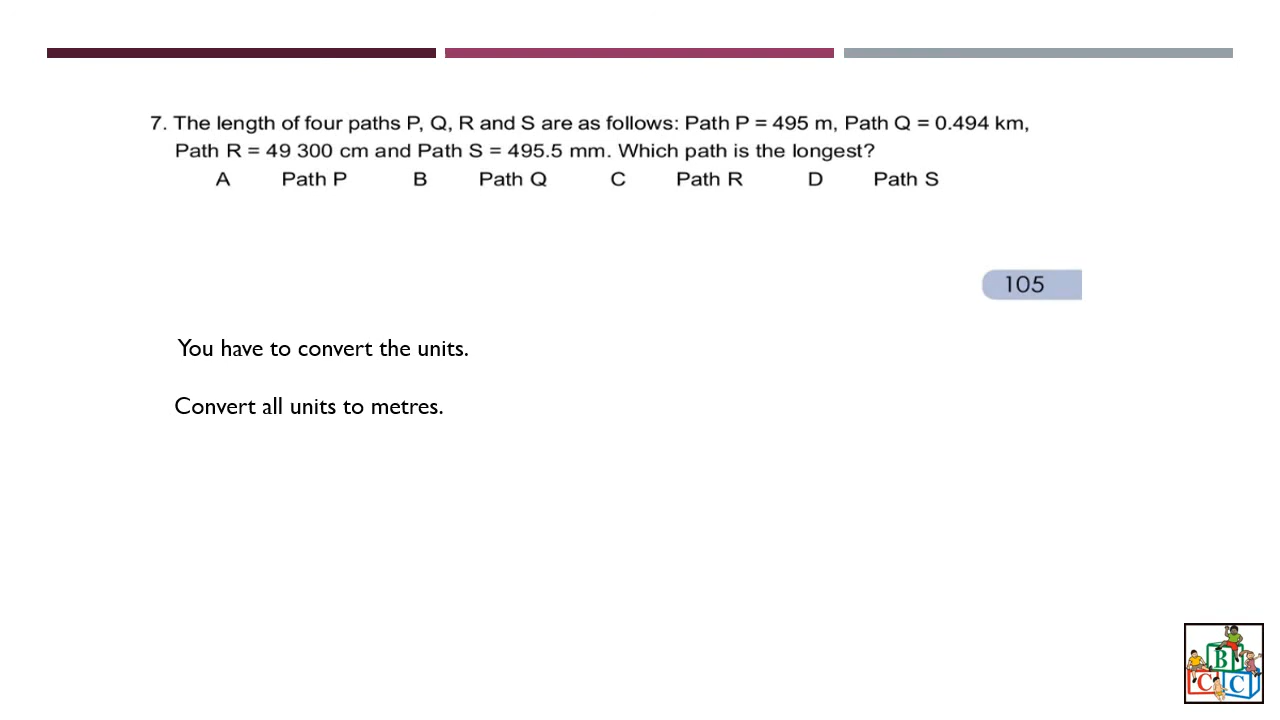 7. The length of four paths P, Q, R and S are as follows: Path P = 495 m, Path Q = 0.494 km,
Path R = 49 300 cm and Path S = 495.5 mm. Which path is the longest?
A Path P B Path Q C Path R D Path S
105
You have to convert the units.
Convert all units to metres.
B
C C